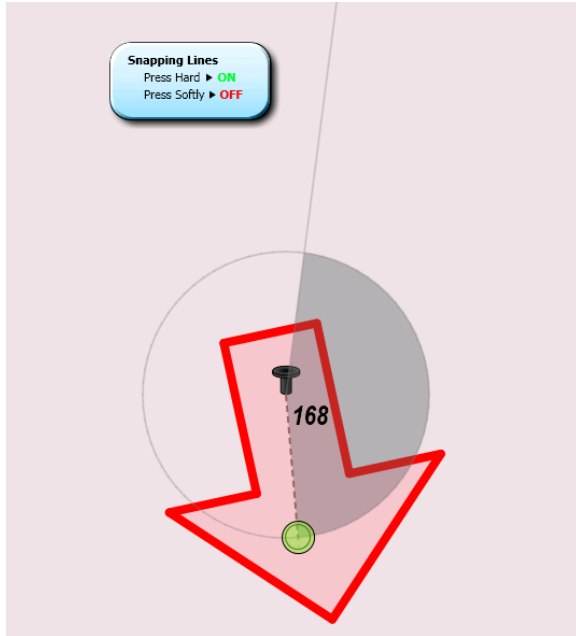 Snapping Lines
Press Hard ▶ ON
Press Softly ▶ OFF
168